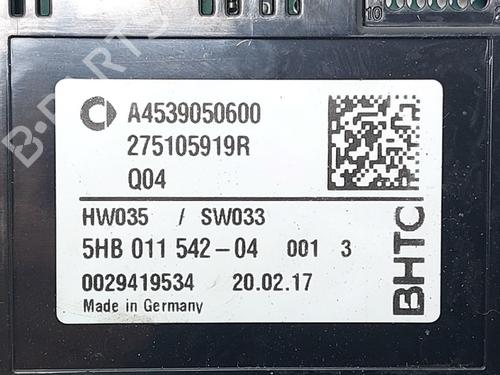 10
A4539050600
275105919R
Q04
HW035 / SW033
5HB 011 542-04 001 3
0029419534 20.02.17
Made in Germany
BHTC
B-PARTS